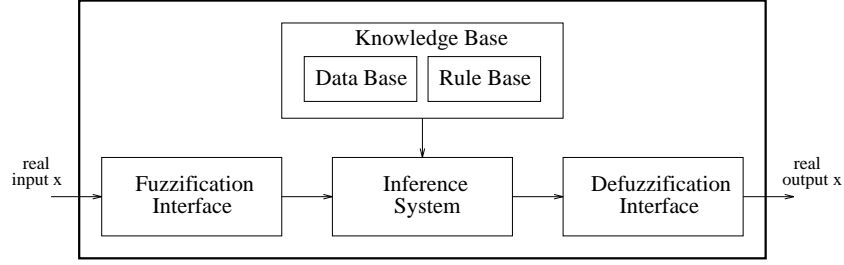 Knowledge Base
Data Base
Rule Base
real
input x
Fuzzification
Interface
Inference
System
Defuzzification
Interface
real
output x